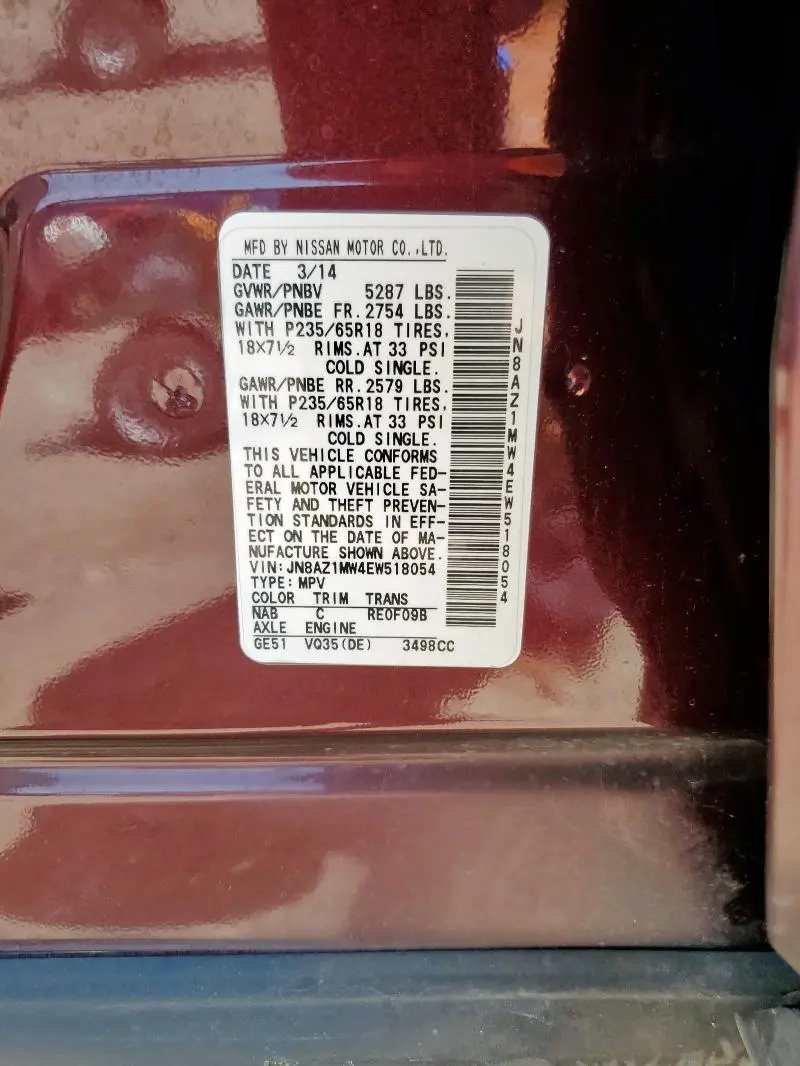 MFD BY NISSAN MOTOR CO.,LTD.
DATE 3/14
GVWR/PNBV 5287 LBS.
GAWR/PNBE FR. 2754 LBS.
WITH P235/65R18 TIRES,
18×7½ RIMS. AT 33 PSI
COLD SINGLE.
GAWR/PNBE RR. 2579 LBS.
WITH P235/65R18 TIRES,
18×7½ RIMS. AT 33 PSI
COLD SINGLE.
THIS VEHICLE CONFORMS
TO ALL APPLICABLE FED-
ERAL MOTOR VEHICLE SA-
FETY AND THEFT PREVEN-
TION STANDARDS IN EFF-
ECT ON THE DATE OF MA-
NUFACTURE SHOWN ABOVE.
VIN: JN8AZ1MW4EW518054
TYPE: MPV
COLOR TRIM TRANS
NAB C RE0F09B
AXLE ENGINE
GE51 VQ35(DE) 3498CC
JN8AZ1MW4EW518054